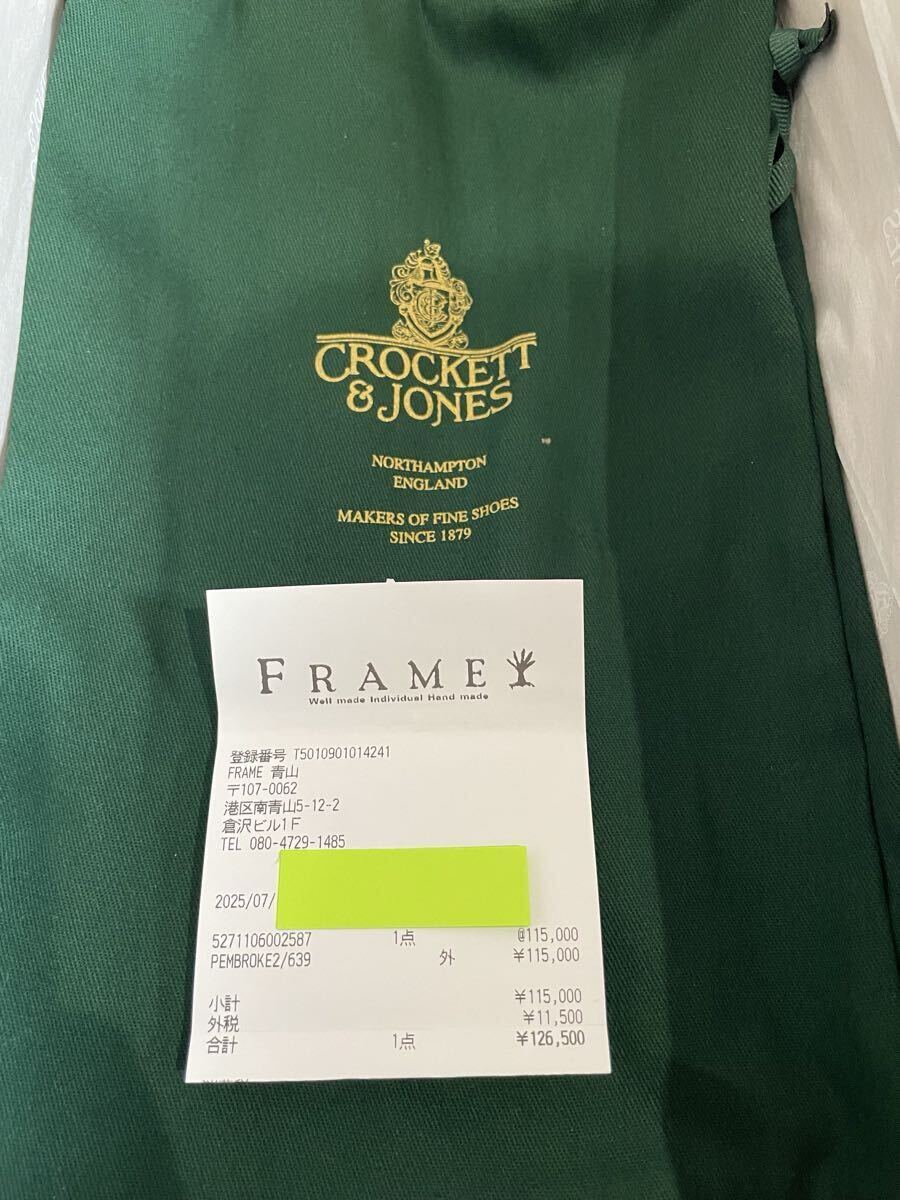 CROCKETT
& JONES
NORTHAMPTON
ENGLAND
MAKERS OF FINE SHOES
SINCE 1879
FRAME
Well made Individual Hand made
登録番号 T5010901014241
FRAME 青山
〒107-0062
港区南青山5-12-2
倉沢ビル1F
TEL 080-4729-1485
2025/07/
5271106002587 1点 @115,000
PEMBROKE2/639 外 ¥115,000
小計 ¥115,000
外税 ¥11,500
合計 1点 ¥126,500